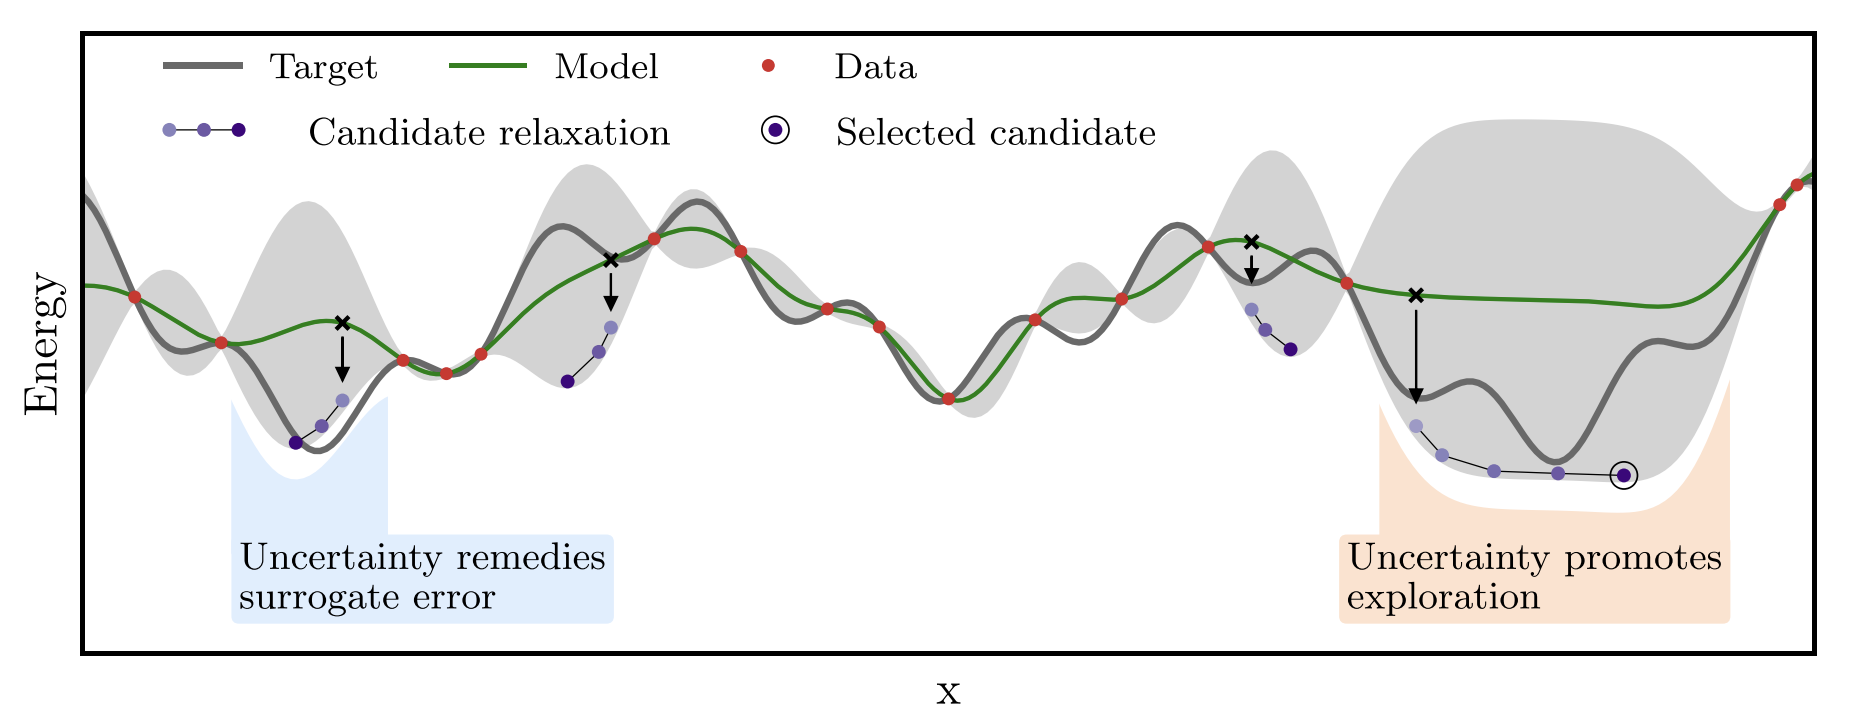 Target Model Data
Candidate relaxation Selected candidate
Energy
Uncertainty remedies
surrogate error
Uncertainty promotes
exploration
x